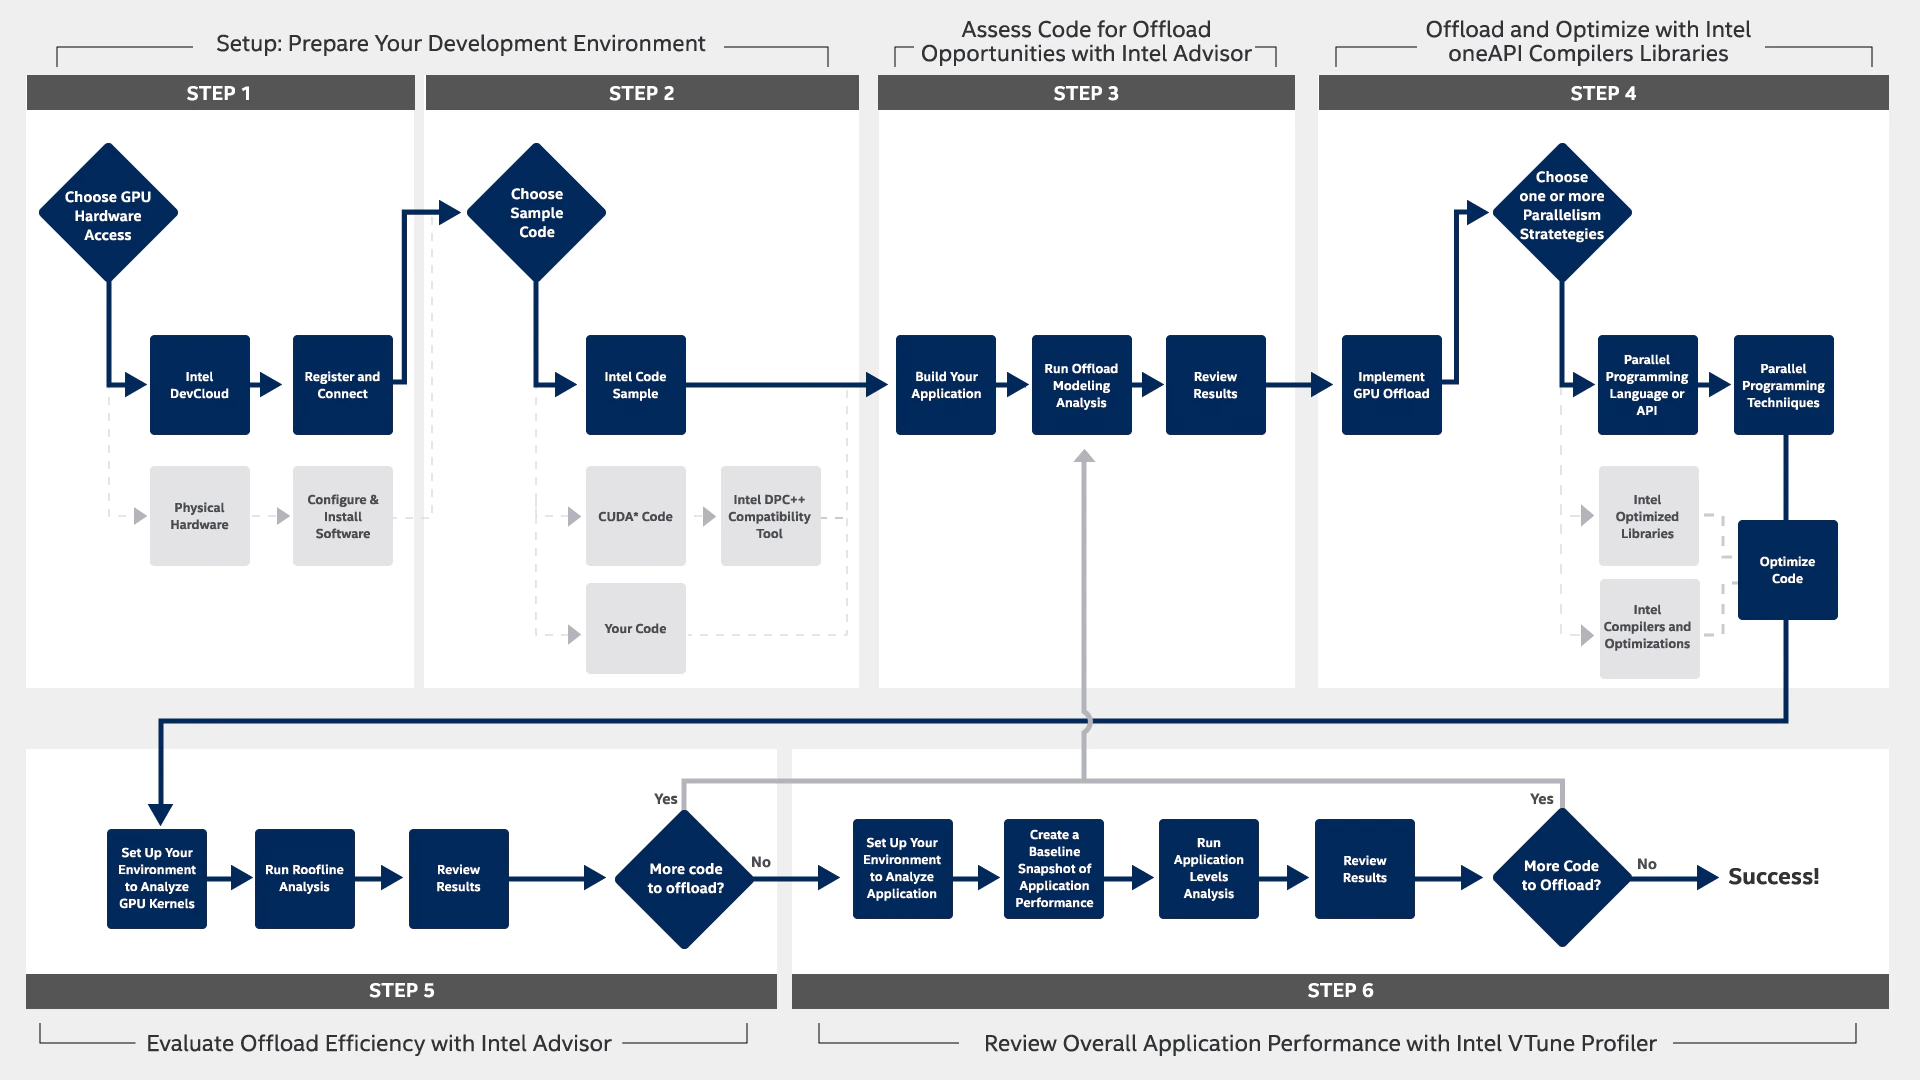 Setup: Prepare Your Development Environment
Assess Code for Offload
Opportunities with Intel Advisor
Offload and Optimize with Intel
oneAPI Compilers Libraries
STEP 1
STEP 2
STEP 3
STEP 4
Choose GPU
Hardware
Access
Intel
DevCloud
Register and
Connect
Physical
Hardware
Configure &
Install
Software
Choose
Sample
Code
Intel Code
Sample
CUDA* Code
Intel DPC++
Compatibility
Tool
Your Code
Build Your
Application
Run Offload
Modeling
Analysis
Review
Results
Implement
GPU Offload
Choose
one or more
Parallelism
Stratetegies
Parallel
Programming
Language or
API
Parallel
Programming
Techniiques
Intel
Optimized
Libraries
Intel
Compilers and
Optimizations
Optimize
Code
Set Up Your
Environment
to Analyze
GPU Kernels
Run Roofline
Analysis
Review
Results
Yes
More code
to offload?
No
Set Up Your
Environment
to Analyze
Application
Create a
Baseline
Snapshot of
Application
Performance
Run
Application
Levels
Analysis
Review
Results
Yes
More Code
to Offload?
No
Success!
STEP 5
STEP 6
Evaluate Offload Efficiency with Intel Advisor
Review Overall Application Performance with Intel VTune Profiler